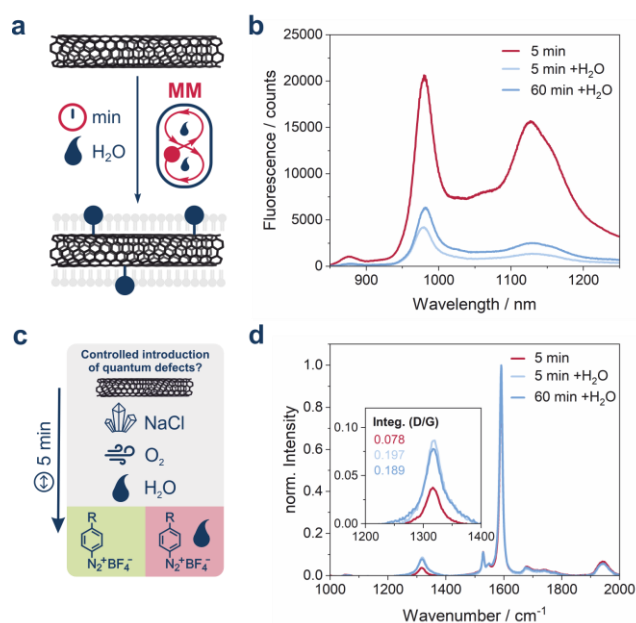 a
MM
min
H₂O
b
Fluorescence / counts
25000
20000
15000
10000
5000
0
5 min
5 min +H₂O
60 min +H₂O
900
1000
1100
1200
Wavelength / nm
c
Controlled introduction
of quantum defects?
5 min
NaCl
O₂
H₂O
R
N₂⁺BF₄⁻
R
N₂⁺BF₄⁻
d
norm. Intensity
1.0
0.8
0.6
0.4
0.2
0.0
5 min
5 min +H₂O
60 min +H₂O
Integ. (D/G)
0.078
0.197
0.189
0.10
0.05
0.00
1200
1300
1400
1000
1200
1400
1600
1800
2000
Wavenumber / cm⁻¹